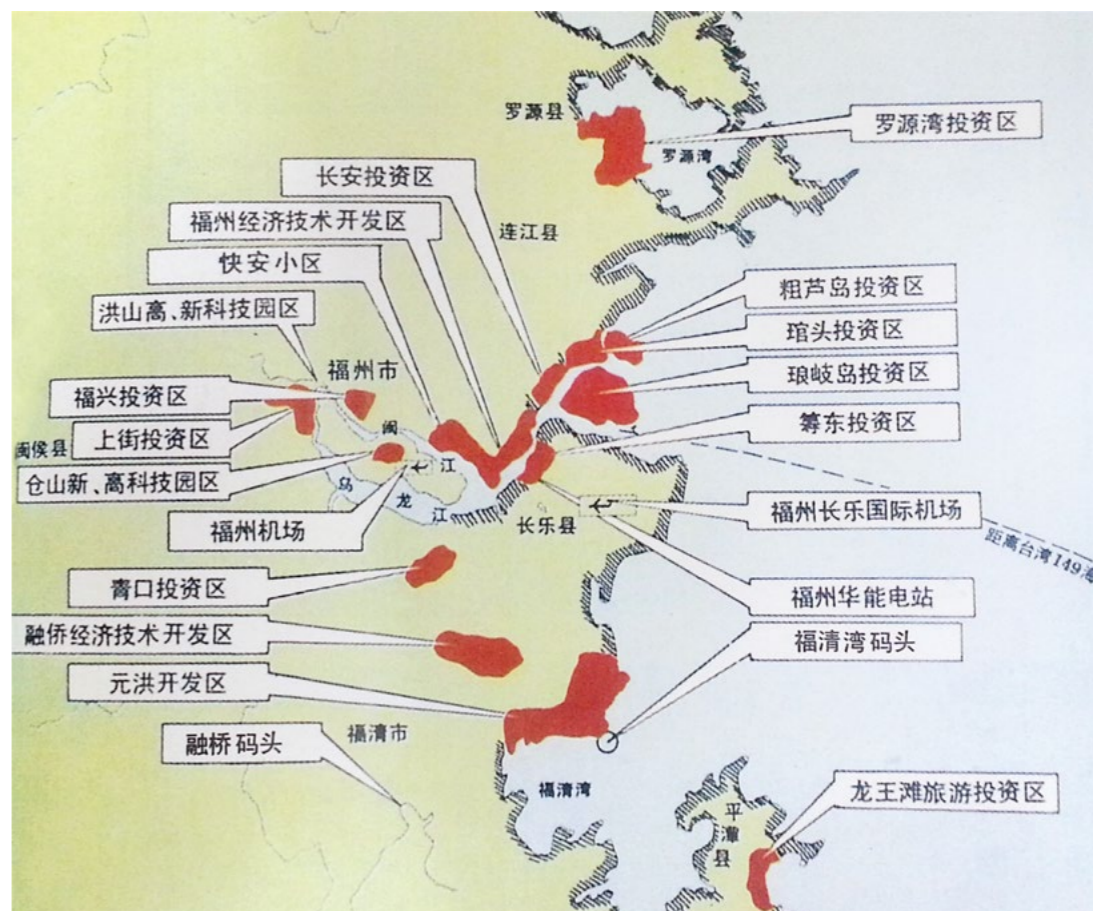 罗源县
罗源湾投资区
罗源湾
长安投资区
福州经济技术开发区
连江县
快安小区
粗芦岛投资区
洪山高、新科技园区
琯头投资区
福州市
琅岐岛投资区
福兴投资区
筹东投资区
闽
上街投资区
闽侯县
江
仓山新、高科技园区
乌
龙
江
福州长乐国际机场
长乐县
福州机场
距离台湾149海
青口投资区
福州华能电站
融侨经济技术开发区
福清湾码头
元洪开发区
福清市
融桥码头
福清湾
龙王滩旅游投资区
平
潭
县